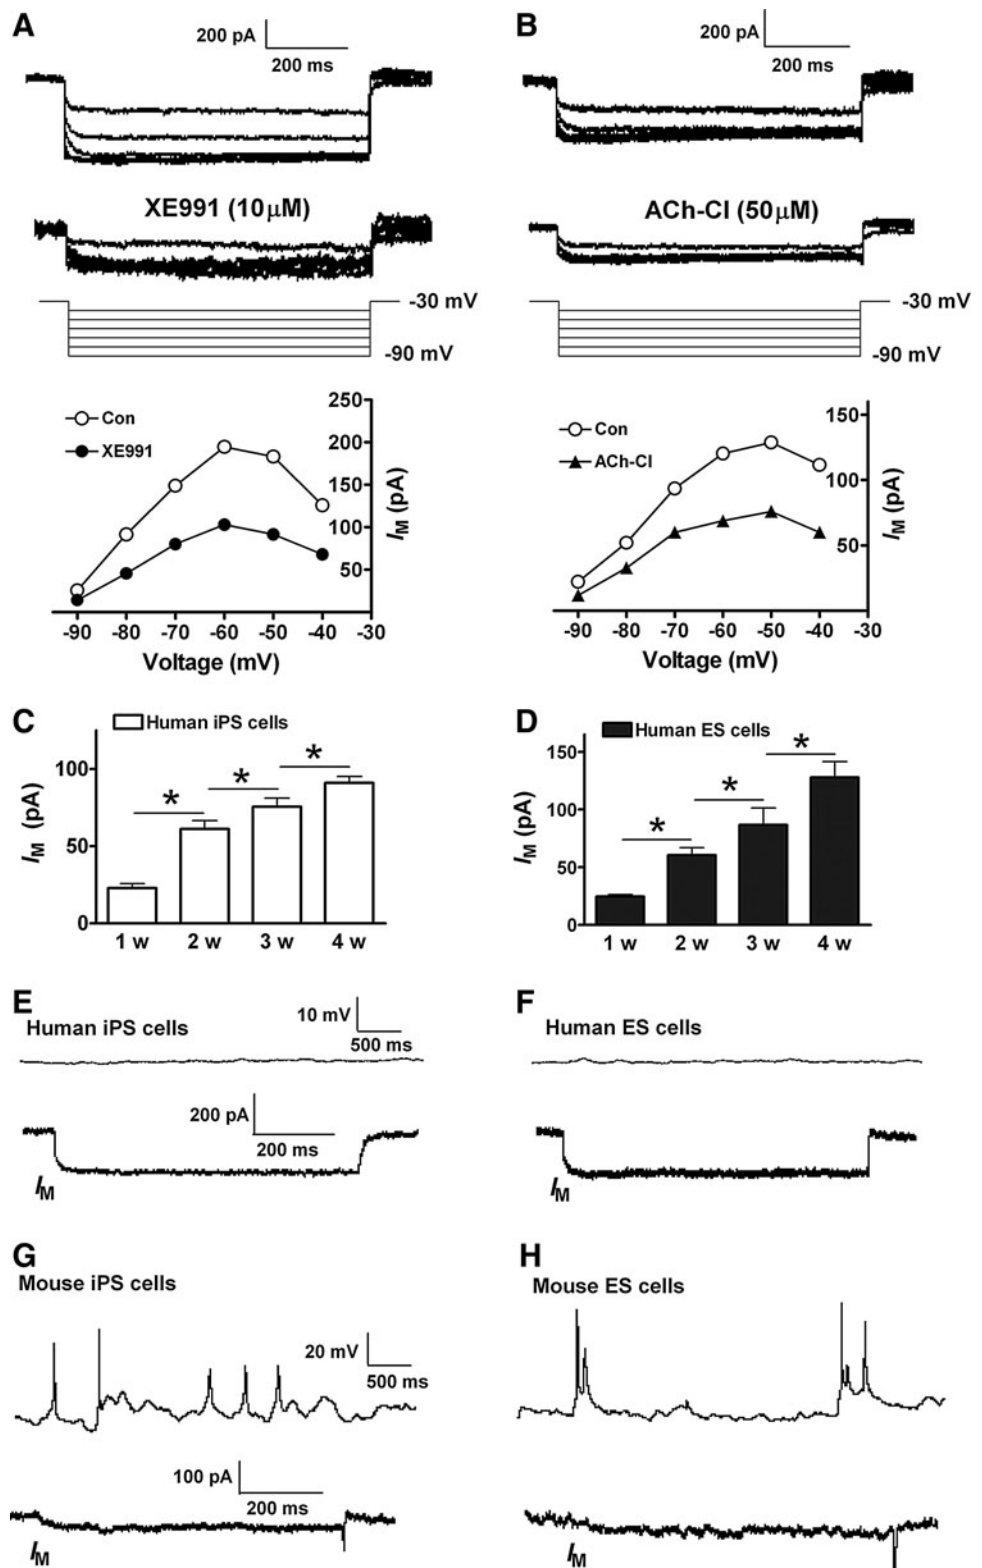 A
200 pA
200 ms
XE991 (10μM)
-30 mV
-90 mV
Con
XE991
250
200
150
100
50
IM (pA)
-90 -80 -70 -60 -50 -40 -30
Voltage (mV)
B
200 pA
200 ms
ACh-Cl (50μM)
-30 mV
-90 mV
Con
ACh-Cl
150
100
50
IM (pA)
-90 -80 -70 -60 -50 -40 -30
Voltage (mV)
C
Human iPS cells
IM (pA)
100
50
0
* * *
1 w 2 w 3 w 4 w
D
Human ES cells
IM (pA)
150
100
50
0
* * *
1 w 2 w 3 w 4 w
E
Human iPS cells
10 mV
500 ms
200 pA
200 ms
IM
F
Human ES cells
IM
G
Mouse iPS cells
20 mV
500 ms
100 pA
200 ms
IM
H
Mouse ES cells
IM